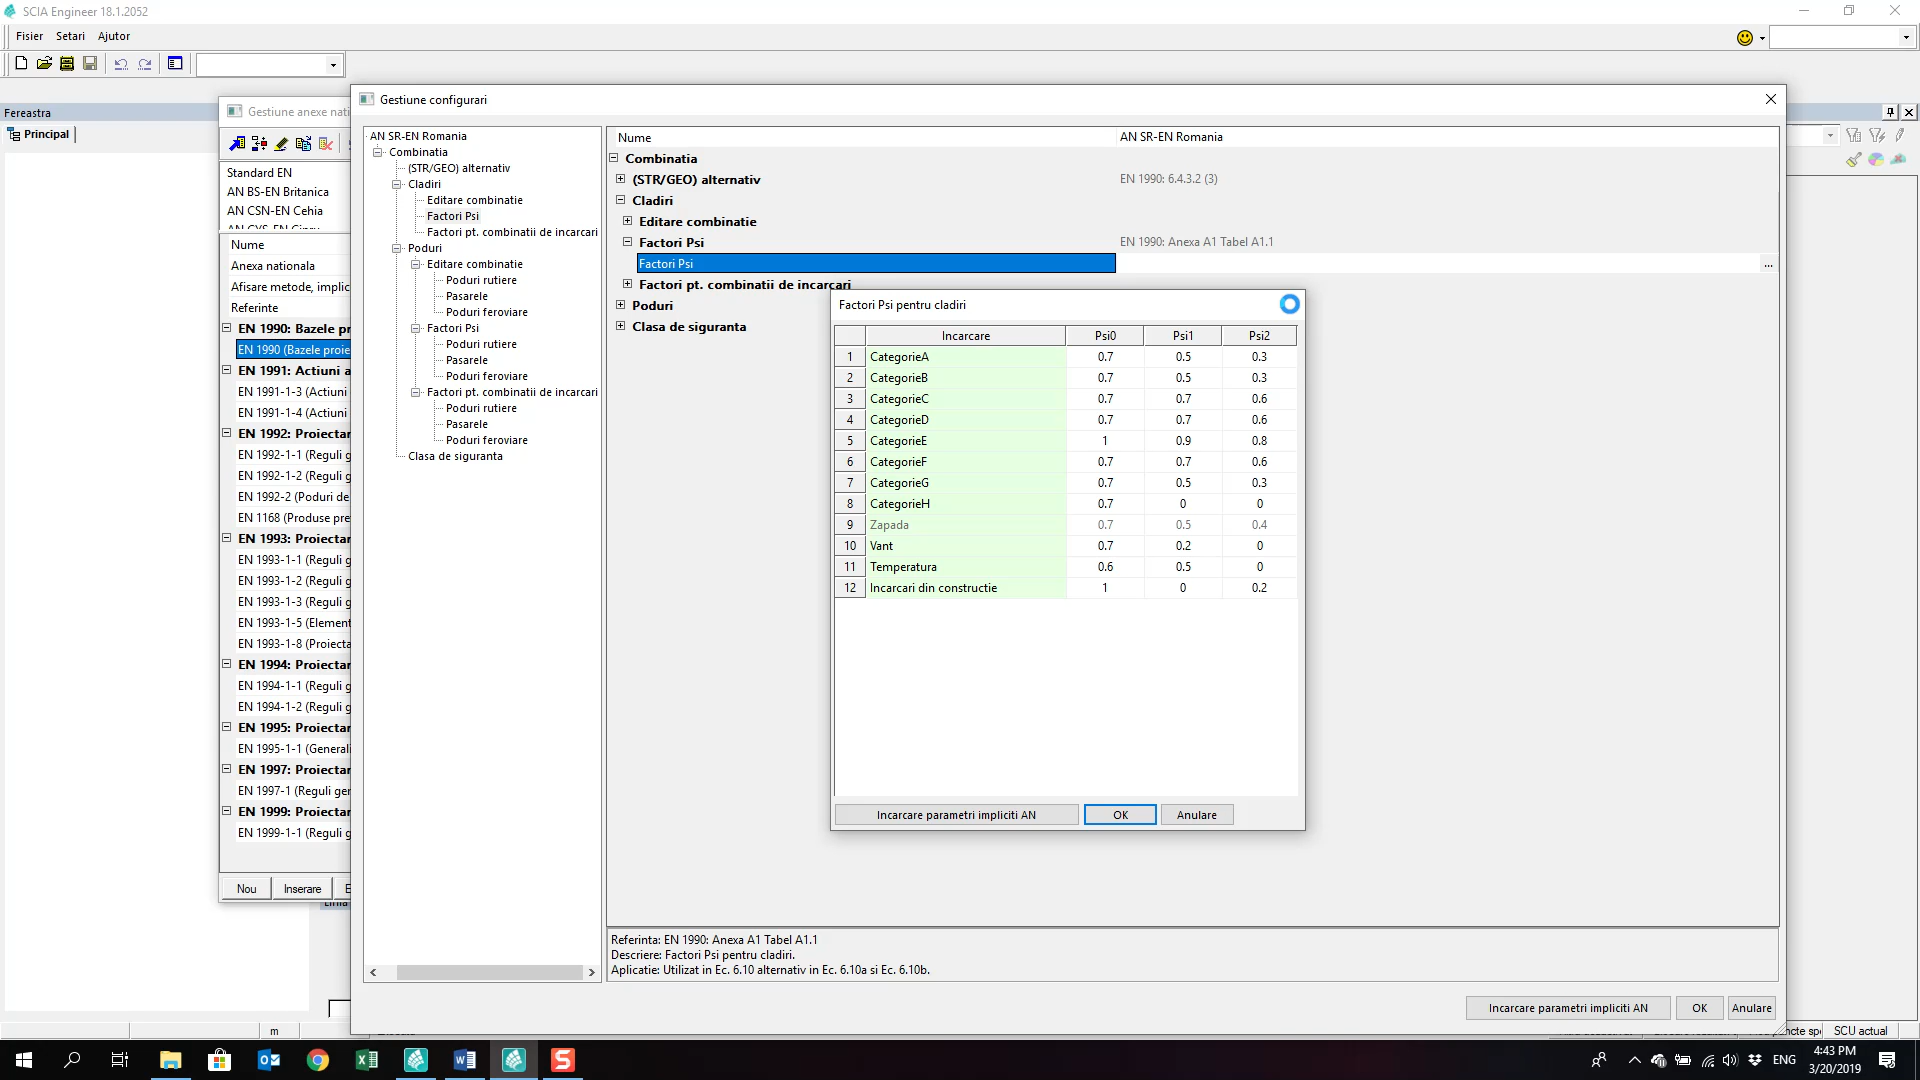 SCIA Engineer 18.1.2052
Fisier Setari Ajutor
Fereastra
Principal
Gestiune anexe nati
Standard EN
AN BS-EN Britanica
AN CSN-EN Cehia
Nume
Anexa nationala
Afisare metode, implic
Referinte
EN 1990: Bazele pr
EN 1990 (Bazele proie
EN 1991: Actiuni a
EN 1991-1-3 (Actiuni
EN 1991-1-4 (Actiuni
EN 1992: Proiectar
EN 1992-1-1 (Reguli g
EN 1992-1-2 (Reguli g
EN 1992-2 (Poduri de
EN 1168 (Produse pre
EN 1993: Proiectar
EN 1993-1-1 (Reguli g
EN 1993-1-2 (Reguli g
EN 1993-1-3 (Reguli g
EN 1993-1-5 (Element
EN 1993-1-8 (Proiecta
EN 1994: Proiectar
EN 1994-1-1 (Reguli g
EN 1994-1-2 (Reguli g
EN 1995: Proiectar
EN 1995-1-1 (Generali
EN 1997: Proiectar
EN 1997-1 (Reguli ger
EN 1999: Proiectar
EN 1999-1-1 (Reguli g
Nou Inserare E
Gestiune configurari
AN SR-EN Romania
Combinatia
(STR/GEO) alternativ
Cladiri
Editare combinatie
Factori Psi
Factori pt. combinatii de incarcari
Poduri
Editare combinatie
Poduri rutiere
Pasarele
Poduri feroviare
Factori Psi
Poduri rutiere
Pasarele
Poduri feroviare
Factori pt. combinatii de incarcari
Poduri rutiere
Pasarele
Poduri feroviare
Clasa de siguranta
Nume AN SR-EN Romania
Combinatia
(STR/GEO) alternativ EN 1990: 6.4.3.2 (3)
Cladiri
Editare combinatie
Factori Psi EN 1990: Anexa A1 Tabel A1.1
Factori Psi ...
Factori pt. combinatii de incarcari
Poduri
Clasa de siguranta
Factori Psi pentru cladiri
Incarcare Psi0 Psi1 Psi2
1 CategorieA 0.7 0.5 0.3
2 CategorieB 0.7 0.5 0.3
3 CategorieC 0.7 0.7 0.6
4 CategorieD 0.7 0.7 0.6
5 CategorieE 1 0.9 0.8
6 CategorieF 0.7 0.7 0.6
7 CategorieG 0.7 0.5 0.3
8 CategorieH 0.7 0 0
9 Zapada 0.7 0.5 0.4
10 Vant 0.7 0.2 0
11 Temperatura 0.6 0.5 0
12 Incarcari din constructie 1 0 0.2
Incarcare parametri impliciti AN OK Anulare
Referinta: EN 1990: Anexa A1 Tabel A1.1
Descriere: Factori Psi pentru cladiri.
Aplicatie: Utilizat in Ec. 6.10 alternativ in Ec. 6.10a si Ec. 6.10b.
Incarcare parametri impliciti AN OK Anulare
m SCU actual
ENG
4:43 PM
3/20/2019